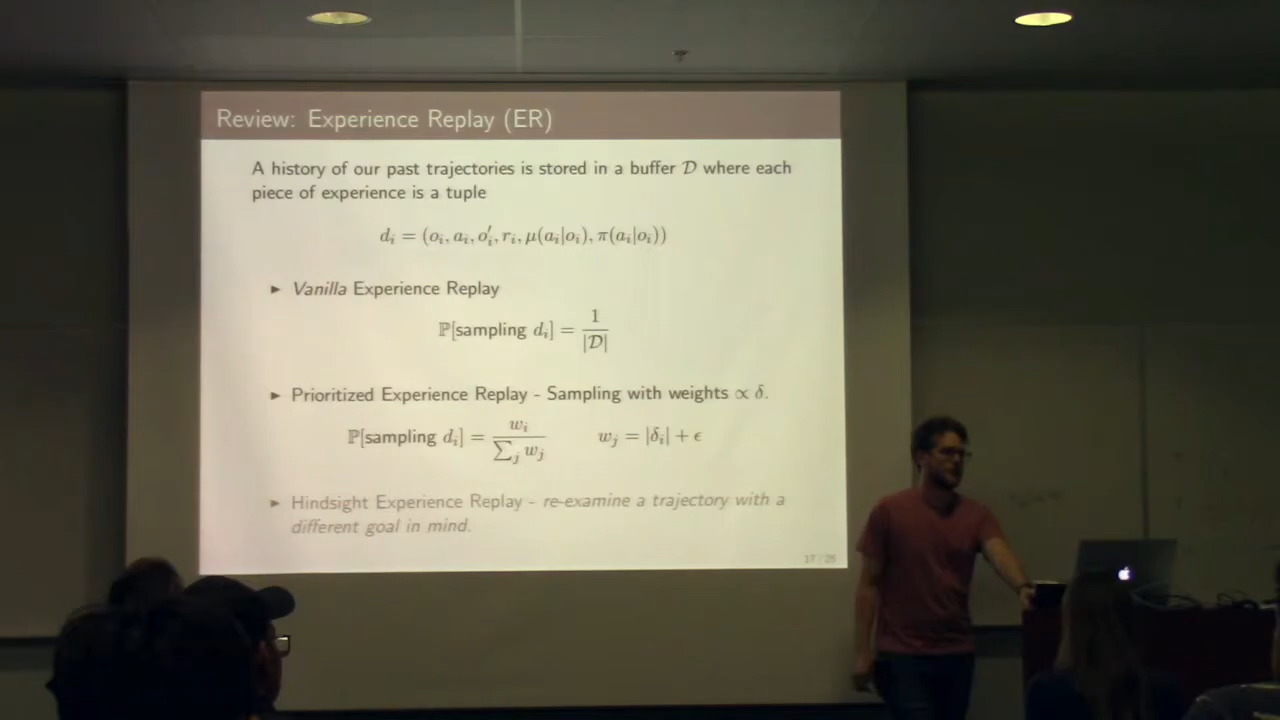 Review: Experience Replay (ER)
A history of our past trajectories is stored in a buffer 𝒟 where each
piece of experience is a tuple
dᵢ = (oᵢ, aᵢ, o′ᵢ, rᵢ, μ(aᵢ|oᵢ), π(aᵢ|oᵢ))
▸ Vanilla Experience Replay
ℙ[sampling dᵢ] = 1/|𝒟|
▸ Prioritized Experience Replay - Sampling with weights ∝ δ.
ℙ[sampling dᵢ] = wᵢ/∑ⱼ wⱼ    wⱼ = |δᵢ| + ϵ
▸ Hindsight Experience Replay - re-examine a trajectory with a
different goal in mind.
17 / 26